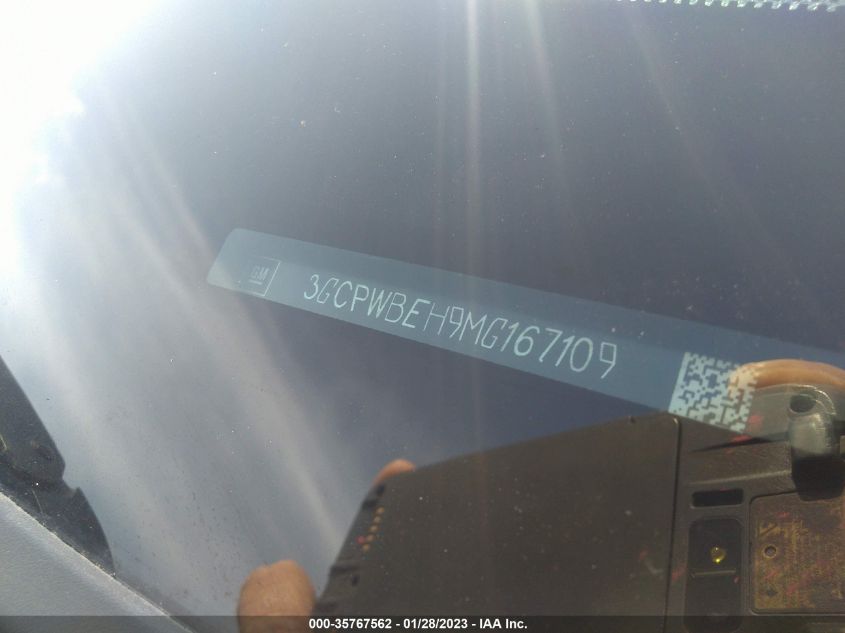 GM
3GCPWBEH9MG167109
000-35767562 - 01/28/2023 - IAA Inc.